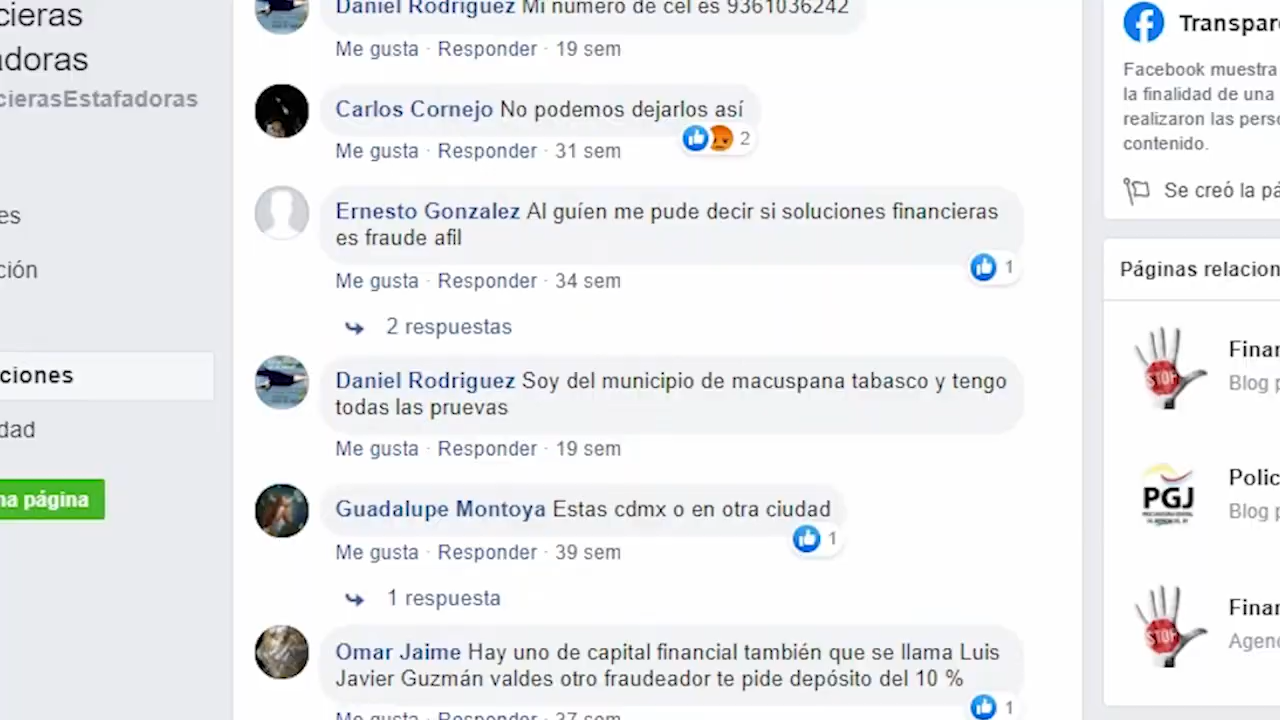 cieras
adoras
cierasEstafadoras
es
ción
ciones
dad
na página
Daniel Rodriguez Mi numero de cel es 9361036242
Me gusta · Responder · 19 sem
Carlos Cornejo No podemos dejarlos así
2
Me gusta · Responder · 31 sem
Ernesto Gonzalez Al guíen me pude decir si soluciones financieras
es fraude afil
1
Me gusta · Responder · 34 sem
2 respuestas
Daniel Rodriguez Soy del municipio de macuspana tabasco y tengo
todas las pruevas
Me gusta · Responder · 19 sem
Guadalupe Montoya Estas cdmx o en otra ciudad
1
Me gusta · Responder · 39 sem
1 respuesta
Omar Jaime Hay uno de capital financial también que se llama Luis
Javier Guzmán valdes otro fraudeador te pide depósito del 10 %
1
Me gusta · Responder · 37 sem
Transpar
Facebook muestra
la finalidad de una
realizaron las perso
contenido.
Se creó la pá
Páginas relacion
STOP
Finan
Blog p
PGJ
Polic
Blog p
STOP
Finan
Agenc